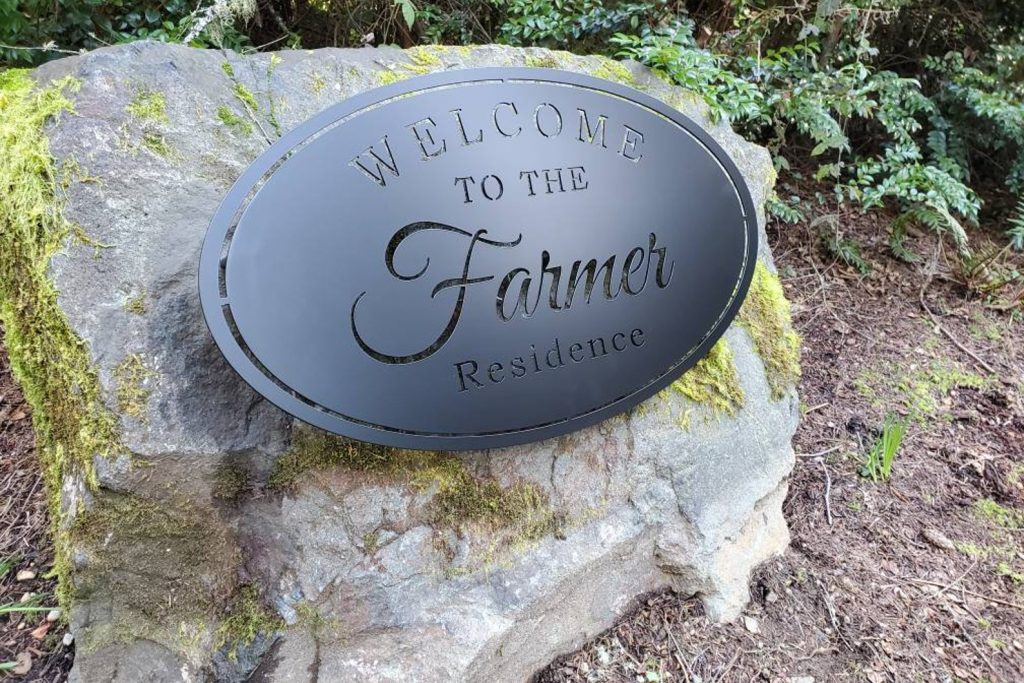 WELCOME
TO THE
Farmer
Residence